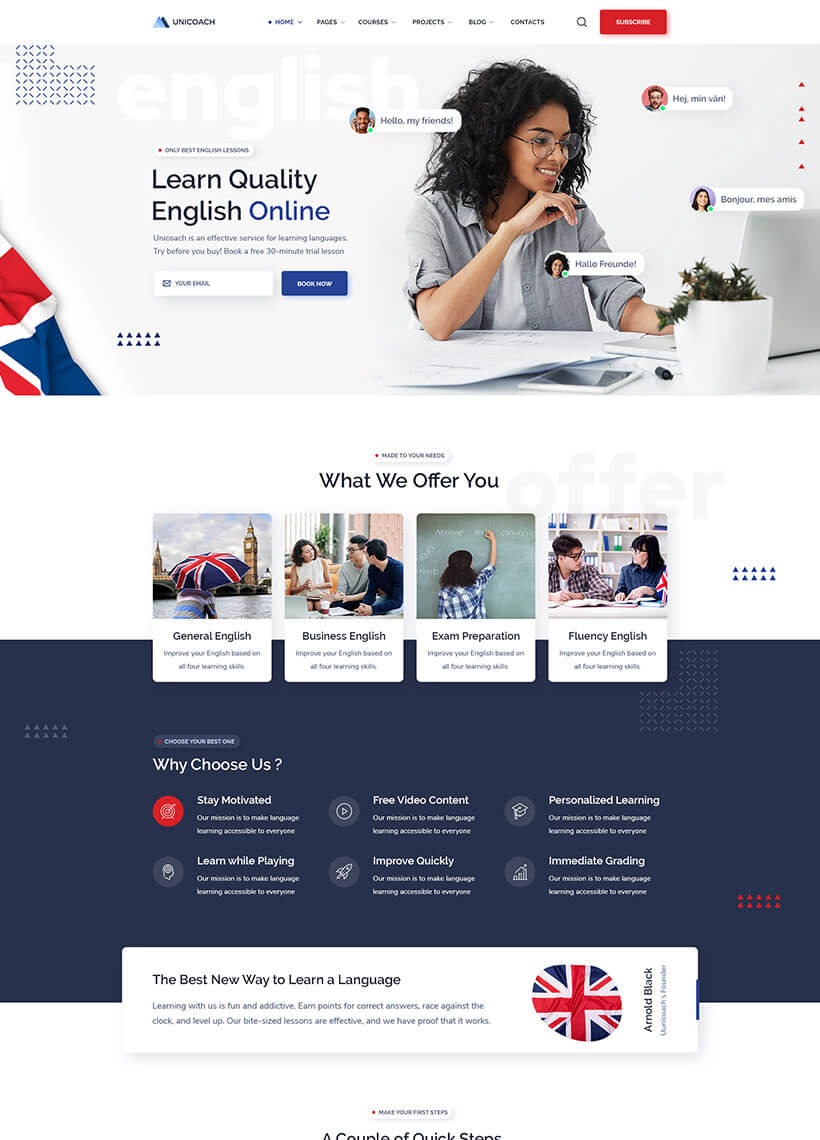 UNICOACH
HOME
PAGES
COURSES
PROJECTS
BLOG
CONTACTS
SUBSCRIBE
english
Hello, my friends!
Hej, min vän!
ONLY BEST ENGLISH LESSONS
Learn Quality
English Online
Bonjour, mes amis
Unicoach is an effective service for learning languages.
Try before you buy! Book a free 30-minute trial lesson
Hallo Freunde!
YOUR EMAIL
BOOK NOW
MADE TO YOUR NEEDS
offer
What We Offer You
General English
Improve your English based on
all four learning skills.
Business English
Improve your English based on
all four learning skills.
Exam Preparation
Improve your English based on
all four learning skills.
Fluency English
Improve your English based on
all four learning skills.
CHOOSE YOUR BEST ONE
Why Choose Us ?
Stay Motivated
Our mission is to make language
learning accessible to everyone
Free Video Content
Our mission is to make language
learning accessible to everyone
Personalized Learning
Our mission is to make language
learning accessible to everyone
Learn while Playing
Our mission is to make language
learning accessible to everyone
Improve Quickly
Our mission is to make language
learning accessible to everyone
Immediate Grading
Our mission is to make language
learning accessible to everyone
The Best New Way to Learn a Language
Learning with us is fun and addictive. Earn points for correct answers, race against the
clock, and level up. Our bite-sized lessons are effective, and we have proof that it works.
Arnold Black
Uunicoach's Founder
MAKE YOUR FIRST STEPS
A Couple of Quick Steps